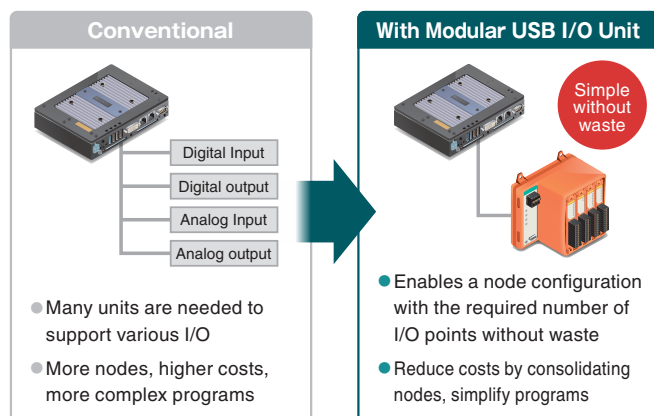 Conventional
Digital Input
Digital output
Analog Input
Analog output
●Many units are needed to
support various I/O
●More nodes, higher costs,
more complex programs
With Modular USB I/O Unit
Simple
without
waste
●Enables a node configuration
with the required number of
I/O points without waste
●Reduce costs by consolidating
nodes, simplify programs